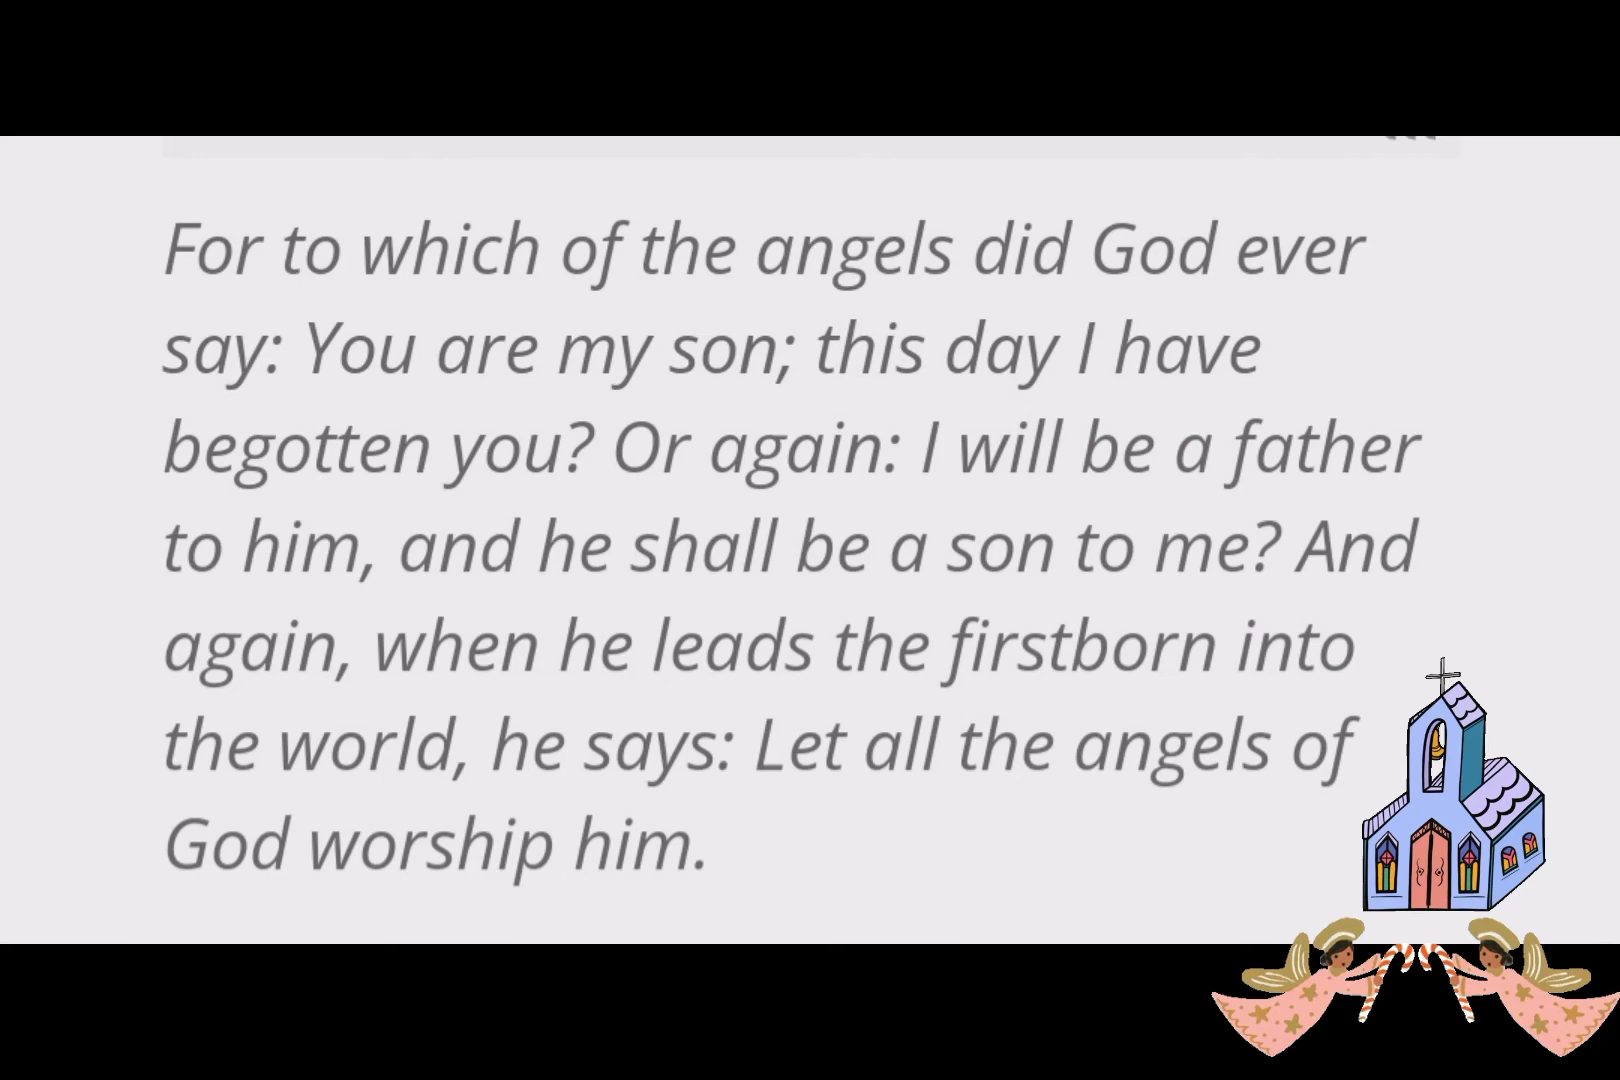 For to which of the angels did God ever
say: You are my son; this day I have
begotten you? Or again: I will be a father
to him, and he shall be a son to me? And
again, when he leads the firstborn into
the world, he says: Let all the angels of
God worship him.